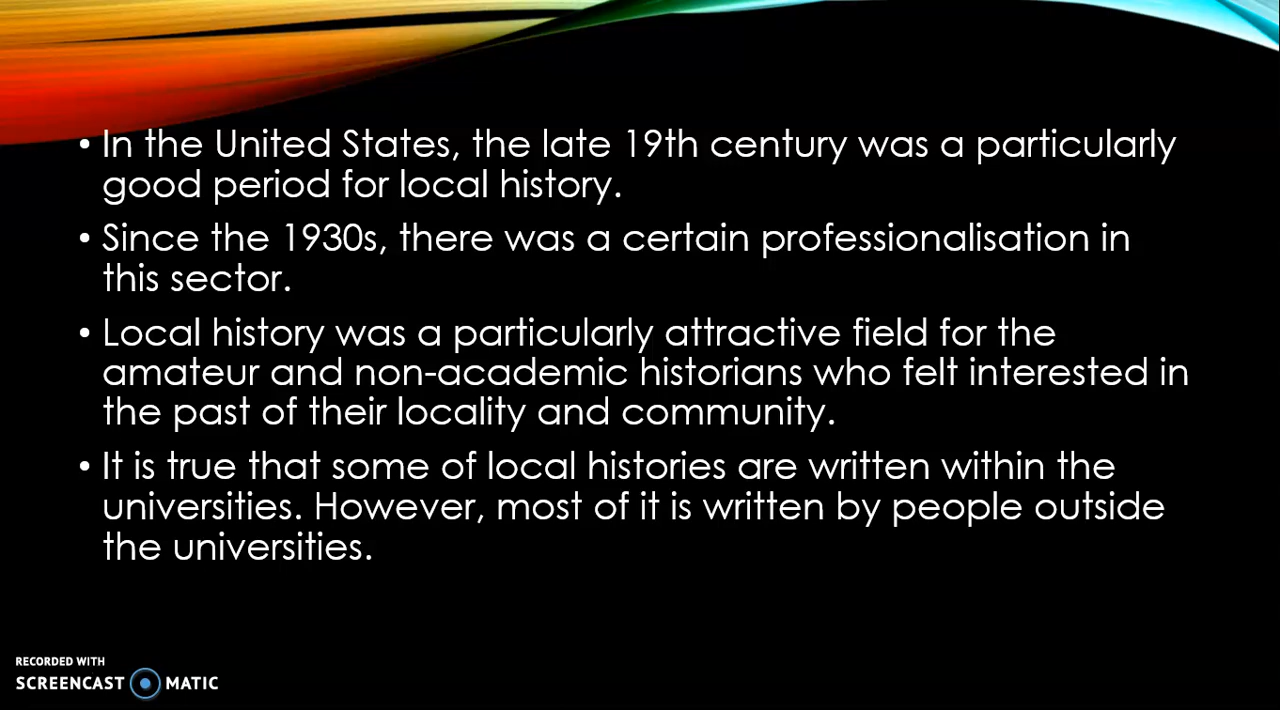 • In the United States, the late 19th century was a particularly
good period for local history.
• Since the 1930s, there was a certain professionalisation in
this sector.
• Local history was a particularly attractive field for the
amateur and non-academic historians who felt interested in
the past of their locality and community.
• It is true that some of local histories are written within the
universities. However, most of it is written by people outside
the universities.
RECORDED WITH
SCREENCAST MATIC